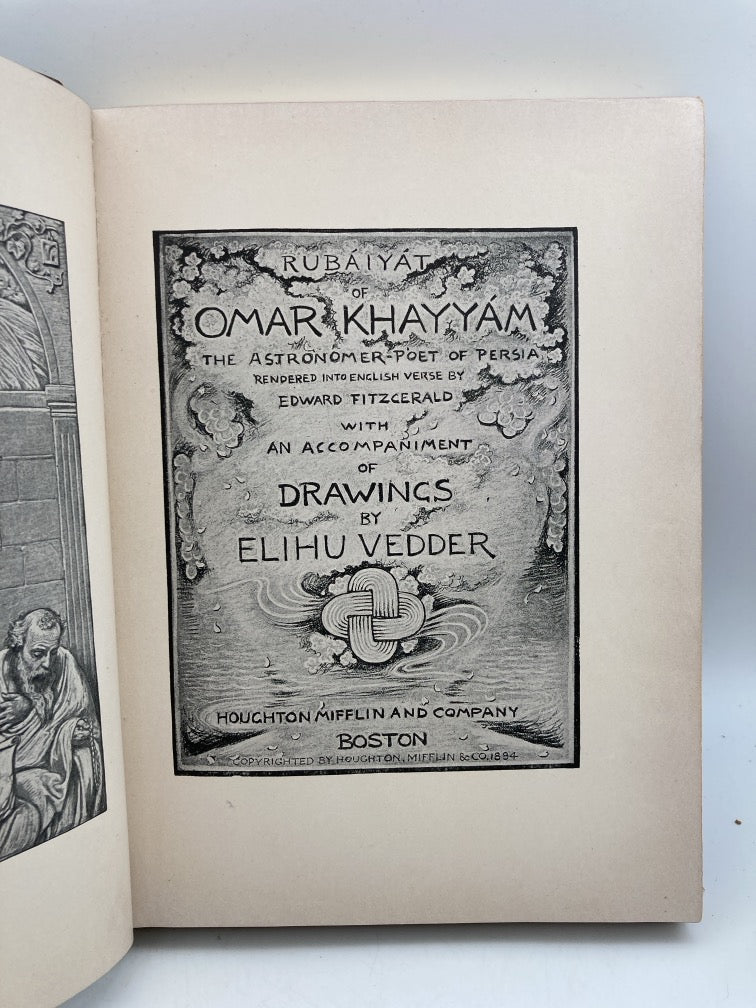 RUBÁIYÁT
OF
OMAR KHAYYÁM
THE ASTRONOMER-POET OF PERSIA
RENDERED INTO ENGLISH VERSE BY
EDWARD FITZGERALD
WITH
AN ACCOMPANIMENT
OF
DRAWINGS
BY
ELIHU VEDDER
HOUGHTON MIFFLIN AND COMPANY
BOSTON
COPYRIGHTED BY HOUGHTON, MIFFLIN & CO. 1884